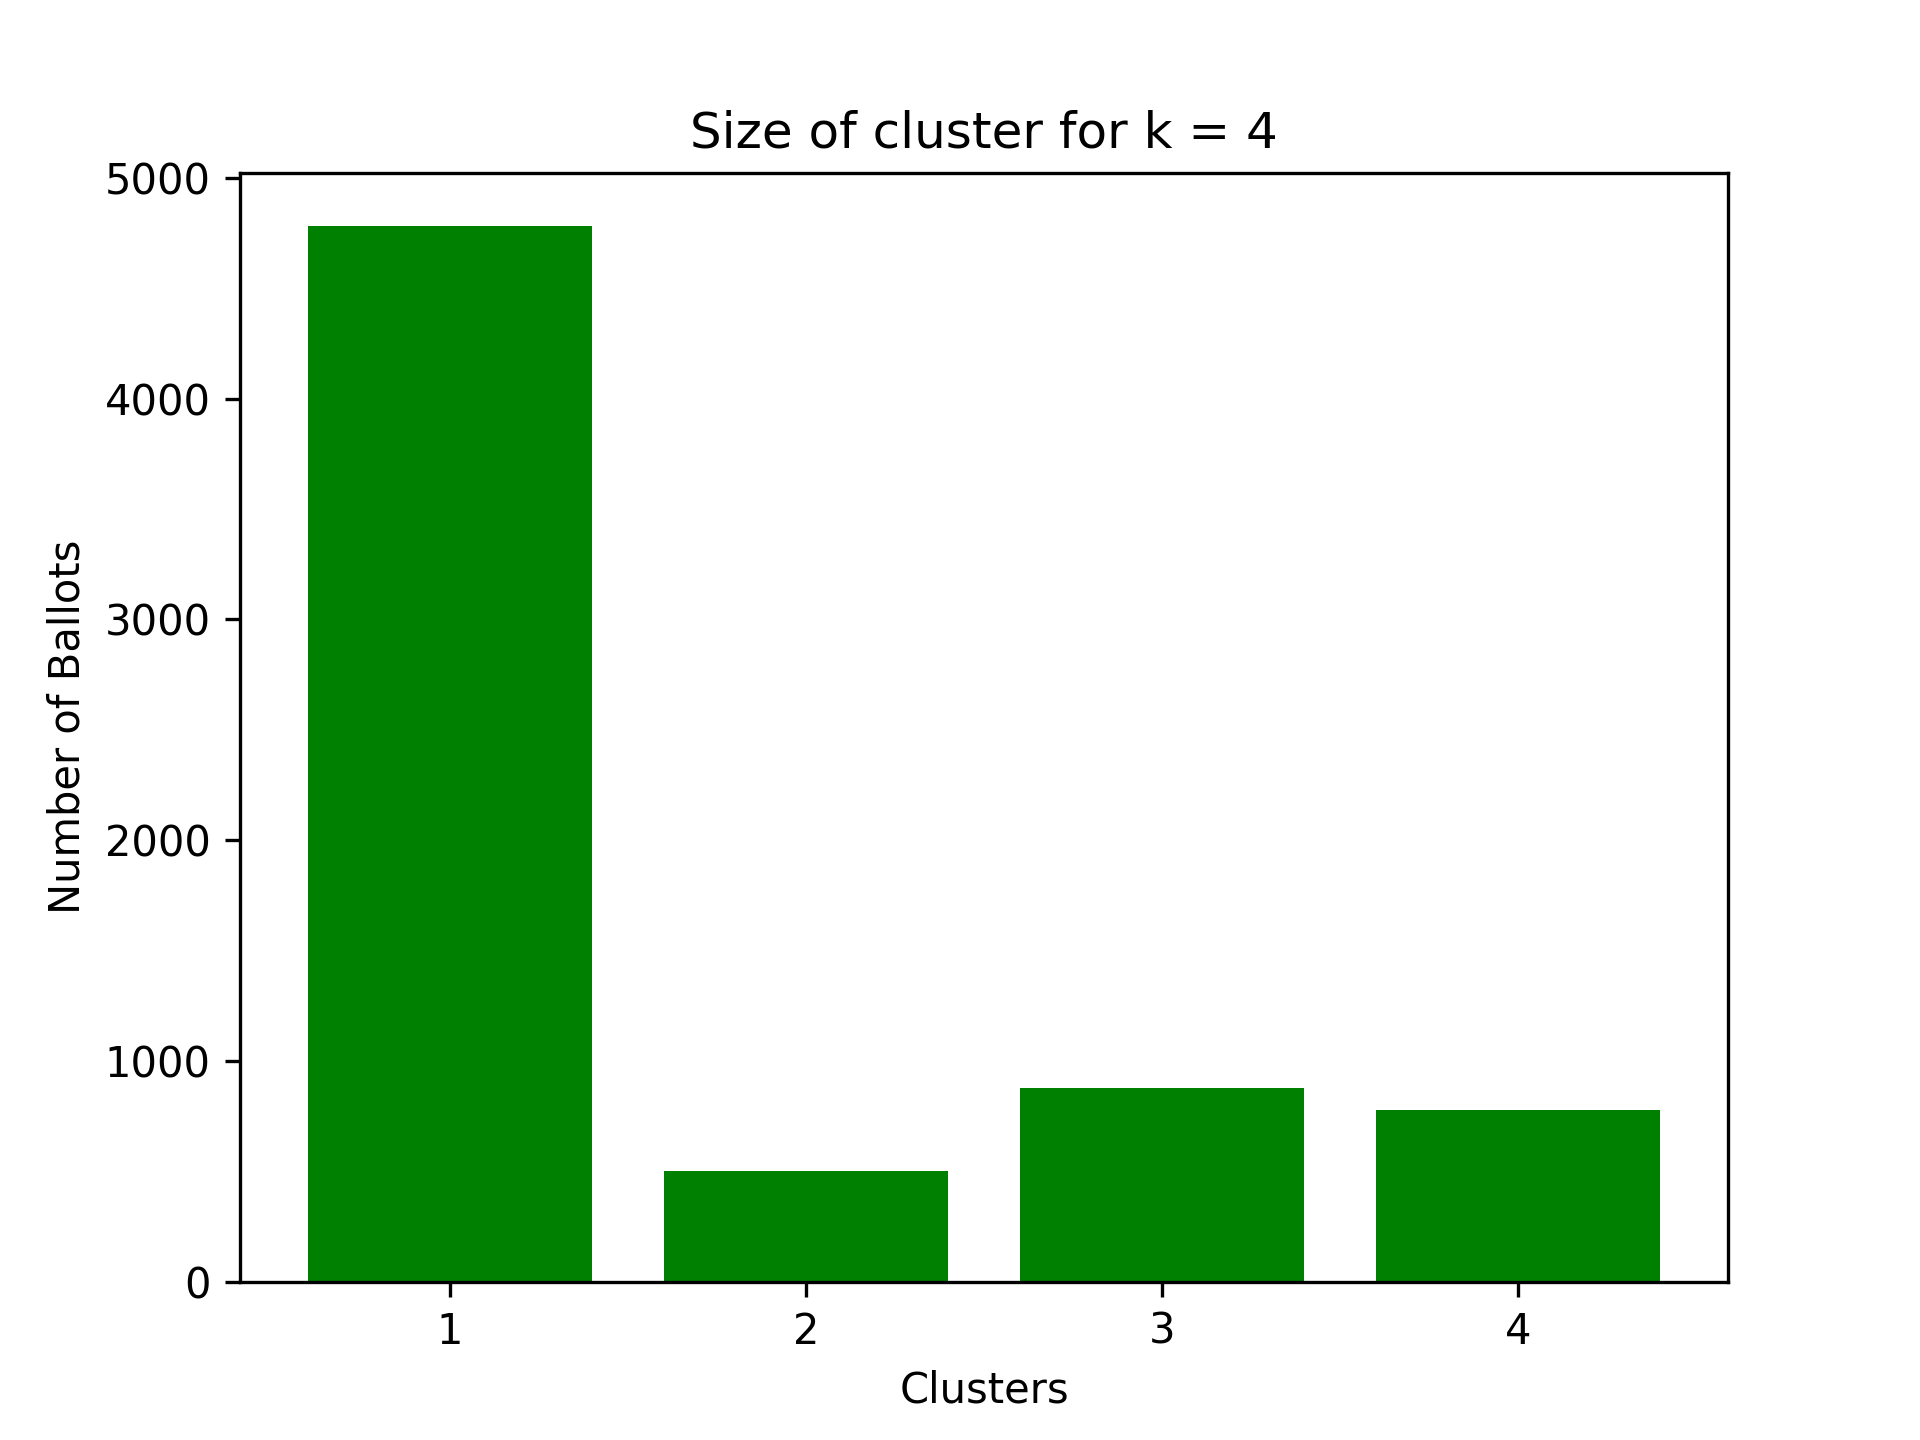 Size of cluster for k = 4
5000
4000
3000
2000
1000
0
Number of Ballots
1 2 3 4
Clusters